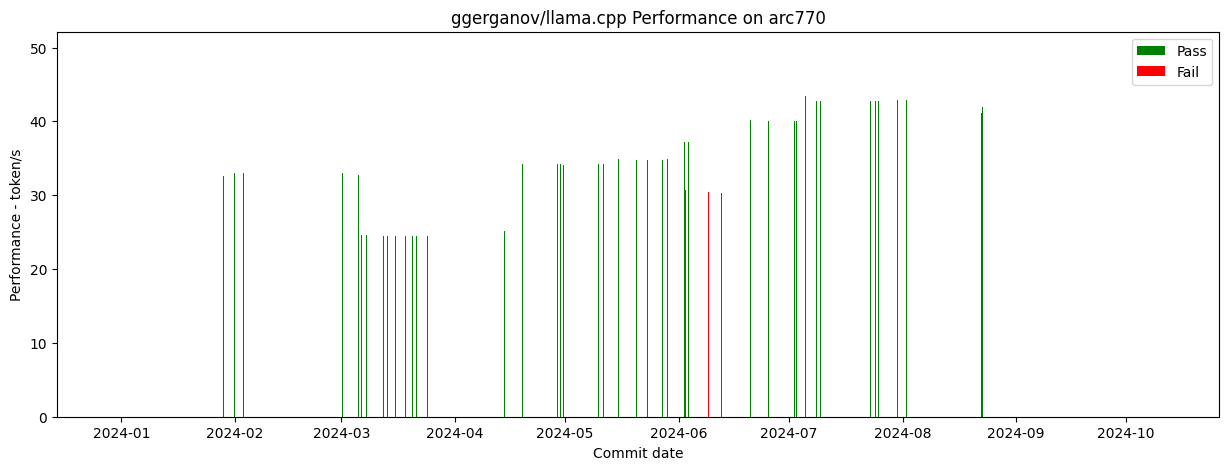 ggerganov/llama.cpp Performance on arc770
50
40
30
20
10
0
Performance - token/s
Pass
Fail
2024-01 2024-02 2024-03 2024-04 2024-05 2024-06 2024-07 2024-08 2024-09 2024-10
Commit date